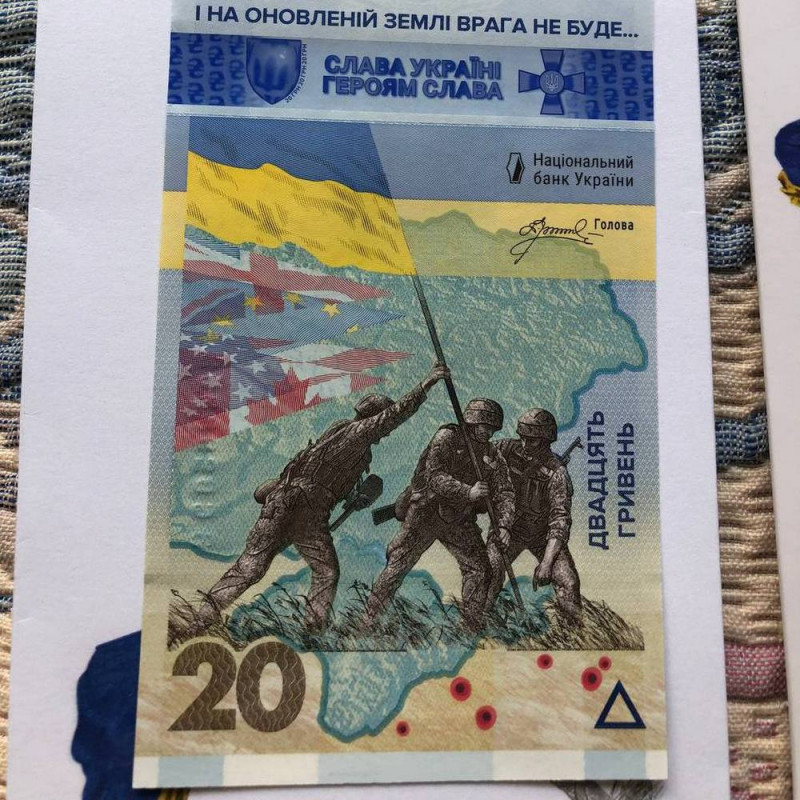 І НА ОНОВЛЕНІЙ ЗЕМЛІ ВРАГА НЕ БУДЕ...
СЛАВА УКРАЇНІ
ГЕРОЯМ СЛАВА
Національний
банк України
Голова
ДВАДЦЯТЬ
ГРИВЕНЬ
20